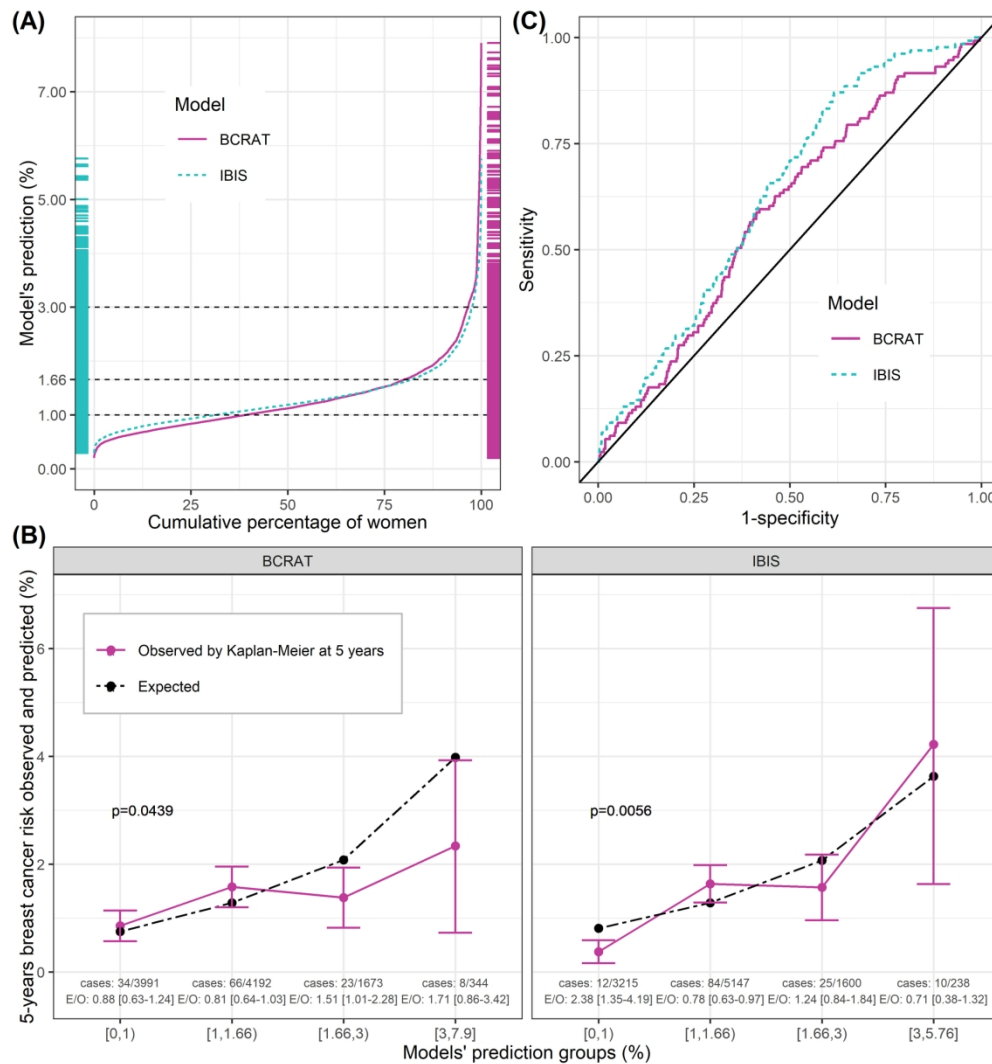 (A)
Model's prediction (%)
7.00
5.00
3.00
1.66
1.00
0.00
Model
BCRAT
IBIS
0
25
50
75
100
Cumulative percentage of women
(C)
Sensitivity
1.00
0.75
0.50
0.25
0.00
Model
BCRAT
IBIS
0.00
0.25
0.50
0.75
1.00
1-specificity
(B)
5-years breast cancer risk observed and predicted (%)
6
4
2
0
BCRAT
Observed by Kaplan-Meier at 5 years
Expected
p=0.0439
cases: 34/3991
E/O: 0.88 [0.63-1.24]
cases: 66/4192
E/O: 0.81 [0.64-1.03]
cases: 23/1673
E/O: 1.51 [1.01-2.28]
cases: 8/344
E/O: 1.71 [0.86-3.42]
[0,1)
[1,1.66)
[1.66,3)
[3,7.9]
IBIS
p=0.0056
cases: 12/3215
E/O: 2.38 [1.35-4.19]
cases: 84/5147
E/O: 0.78 [0.63-0.97]
cases: 25/1600
E/O: 1.24 [0.84-1.84]
cases: 10/238
E/O: 0.71 [0.38-1.32]
[0,1)
[1,1.66)
[1.66,3)
[3,5.76]
Models' prediction groups (%)